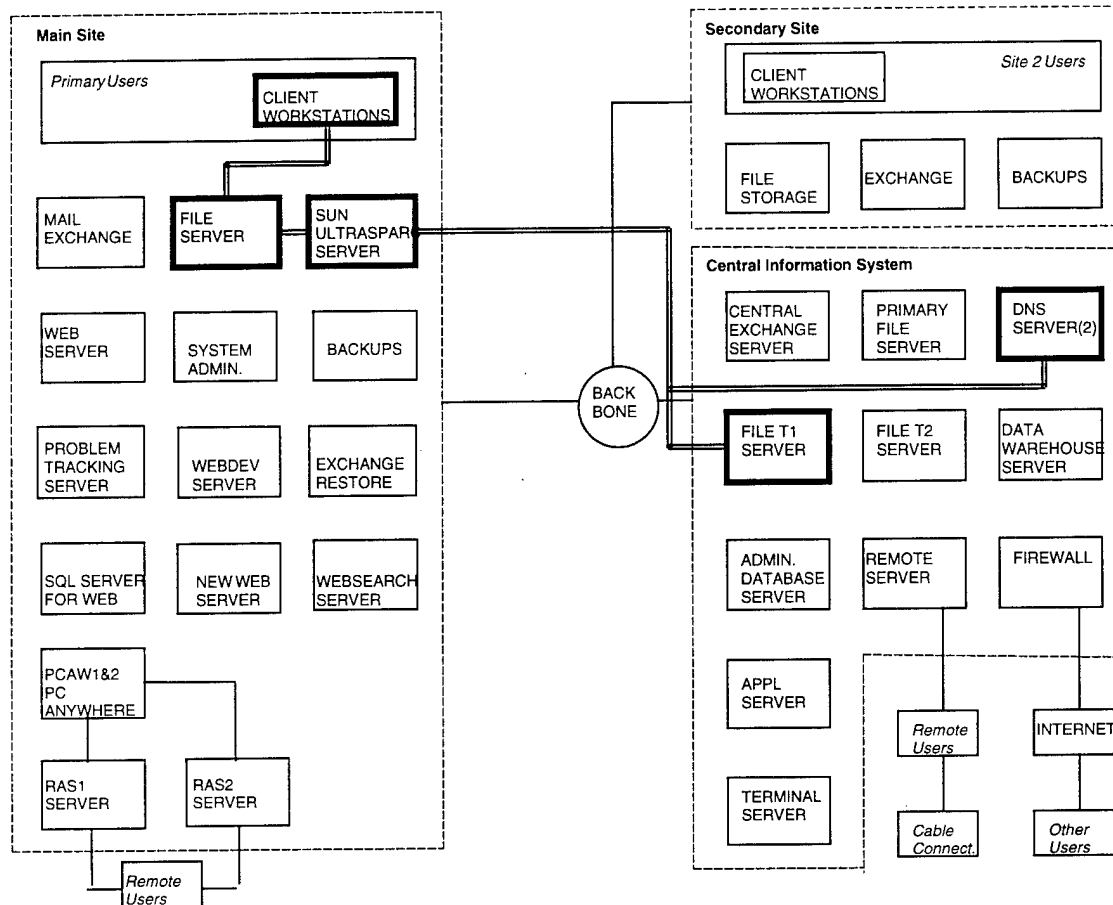 Main Site
Primary Users
CLIENT
WORKSTATIONS
MAIL
EXCHANGE
FILE
SERVER
SUN
ULTRASPARC
SERVER
WEB
SERVER
SYSTEM
ADMIN.
BACKUPS
PROBLEM
TRACKING
SERVER
WEBDEV
SERVER
EXCHANGE
RESTORE
SQL SERVER
FOR WEB
NEW WEB
SERVER
WEBSEARCH
SERVER
PCAW1&2
PC
ANYWHERE
RAS1
SERVER
RAS2
SERVER
Remote
Users
BACK
BONE
Secondary Site
CLIENT
WORKSTATIONS
Site 2 Users
FILE
STORAGE
EXCHANGE
BACKUPS
Central Information System
CENTRAL
EXCHANGE
SERVER
PRIMARY
FILE
SERVER
DNS
SERVER(2)
FILE T1
SERVER
FILE T2
SERVER
DATA
WAREHOUSE
SERVER
ADMIN.
DATABASE
SERVER
REMOTE
SERVER
FIREWALL
APPL
SERVER
Remote
Users
INTERNET
TERMINAL
SERVER
Cable
Connect.
Other
Users